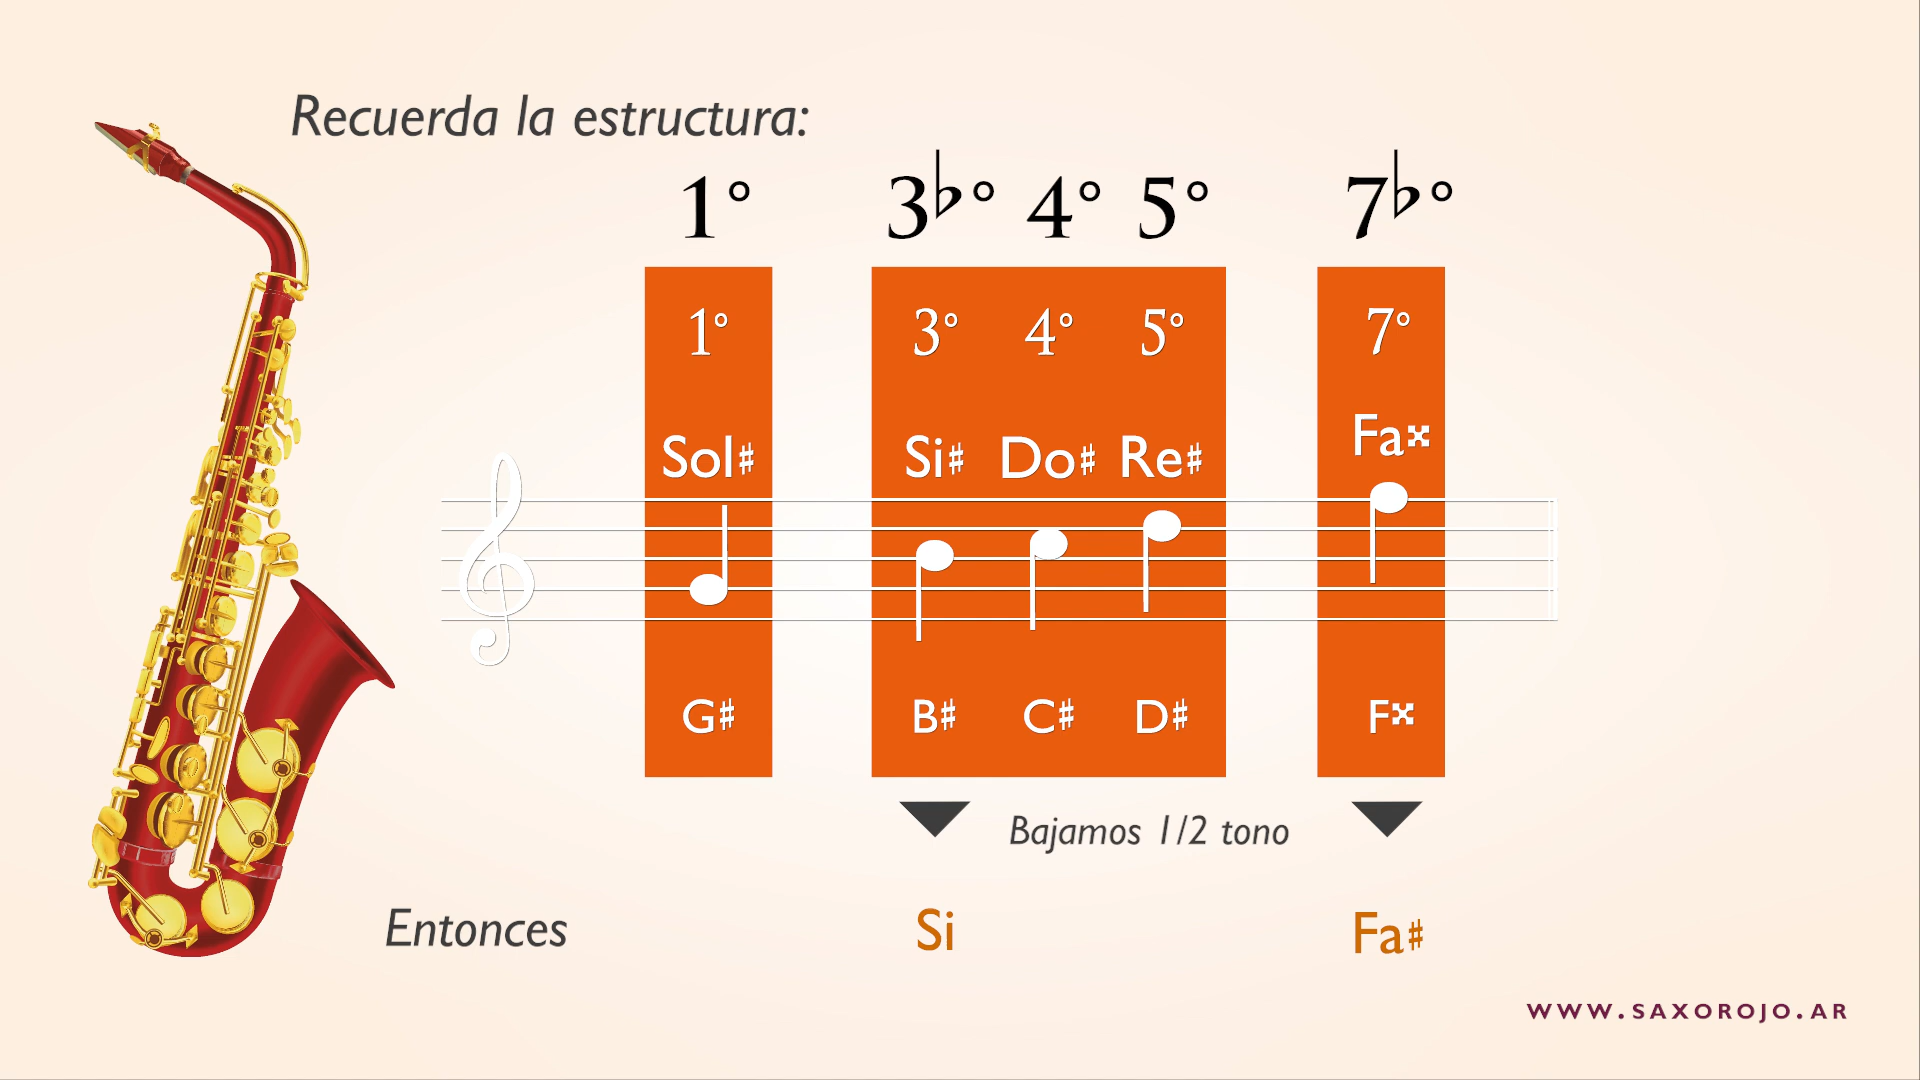 Recuerda la estructura:
1° 3♭° 4° 5° 7♭°
1° 3° 4° 5° 7°
Sol♯ Si♯ Do♯ Re♯ Fa𝄪
G♯ B♯ C♯ D♯ F𝄪
Bajamos 1/2 tono
Entonces Si Fa♯
WWW.SAXOROJO.AR